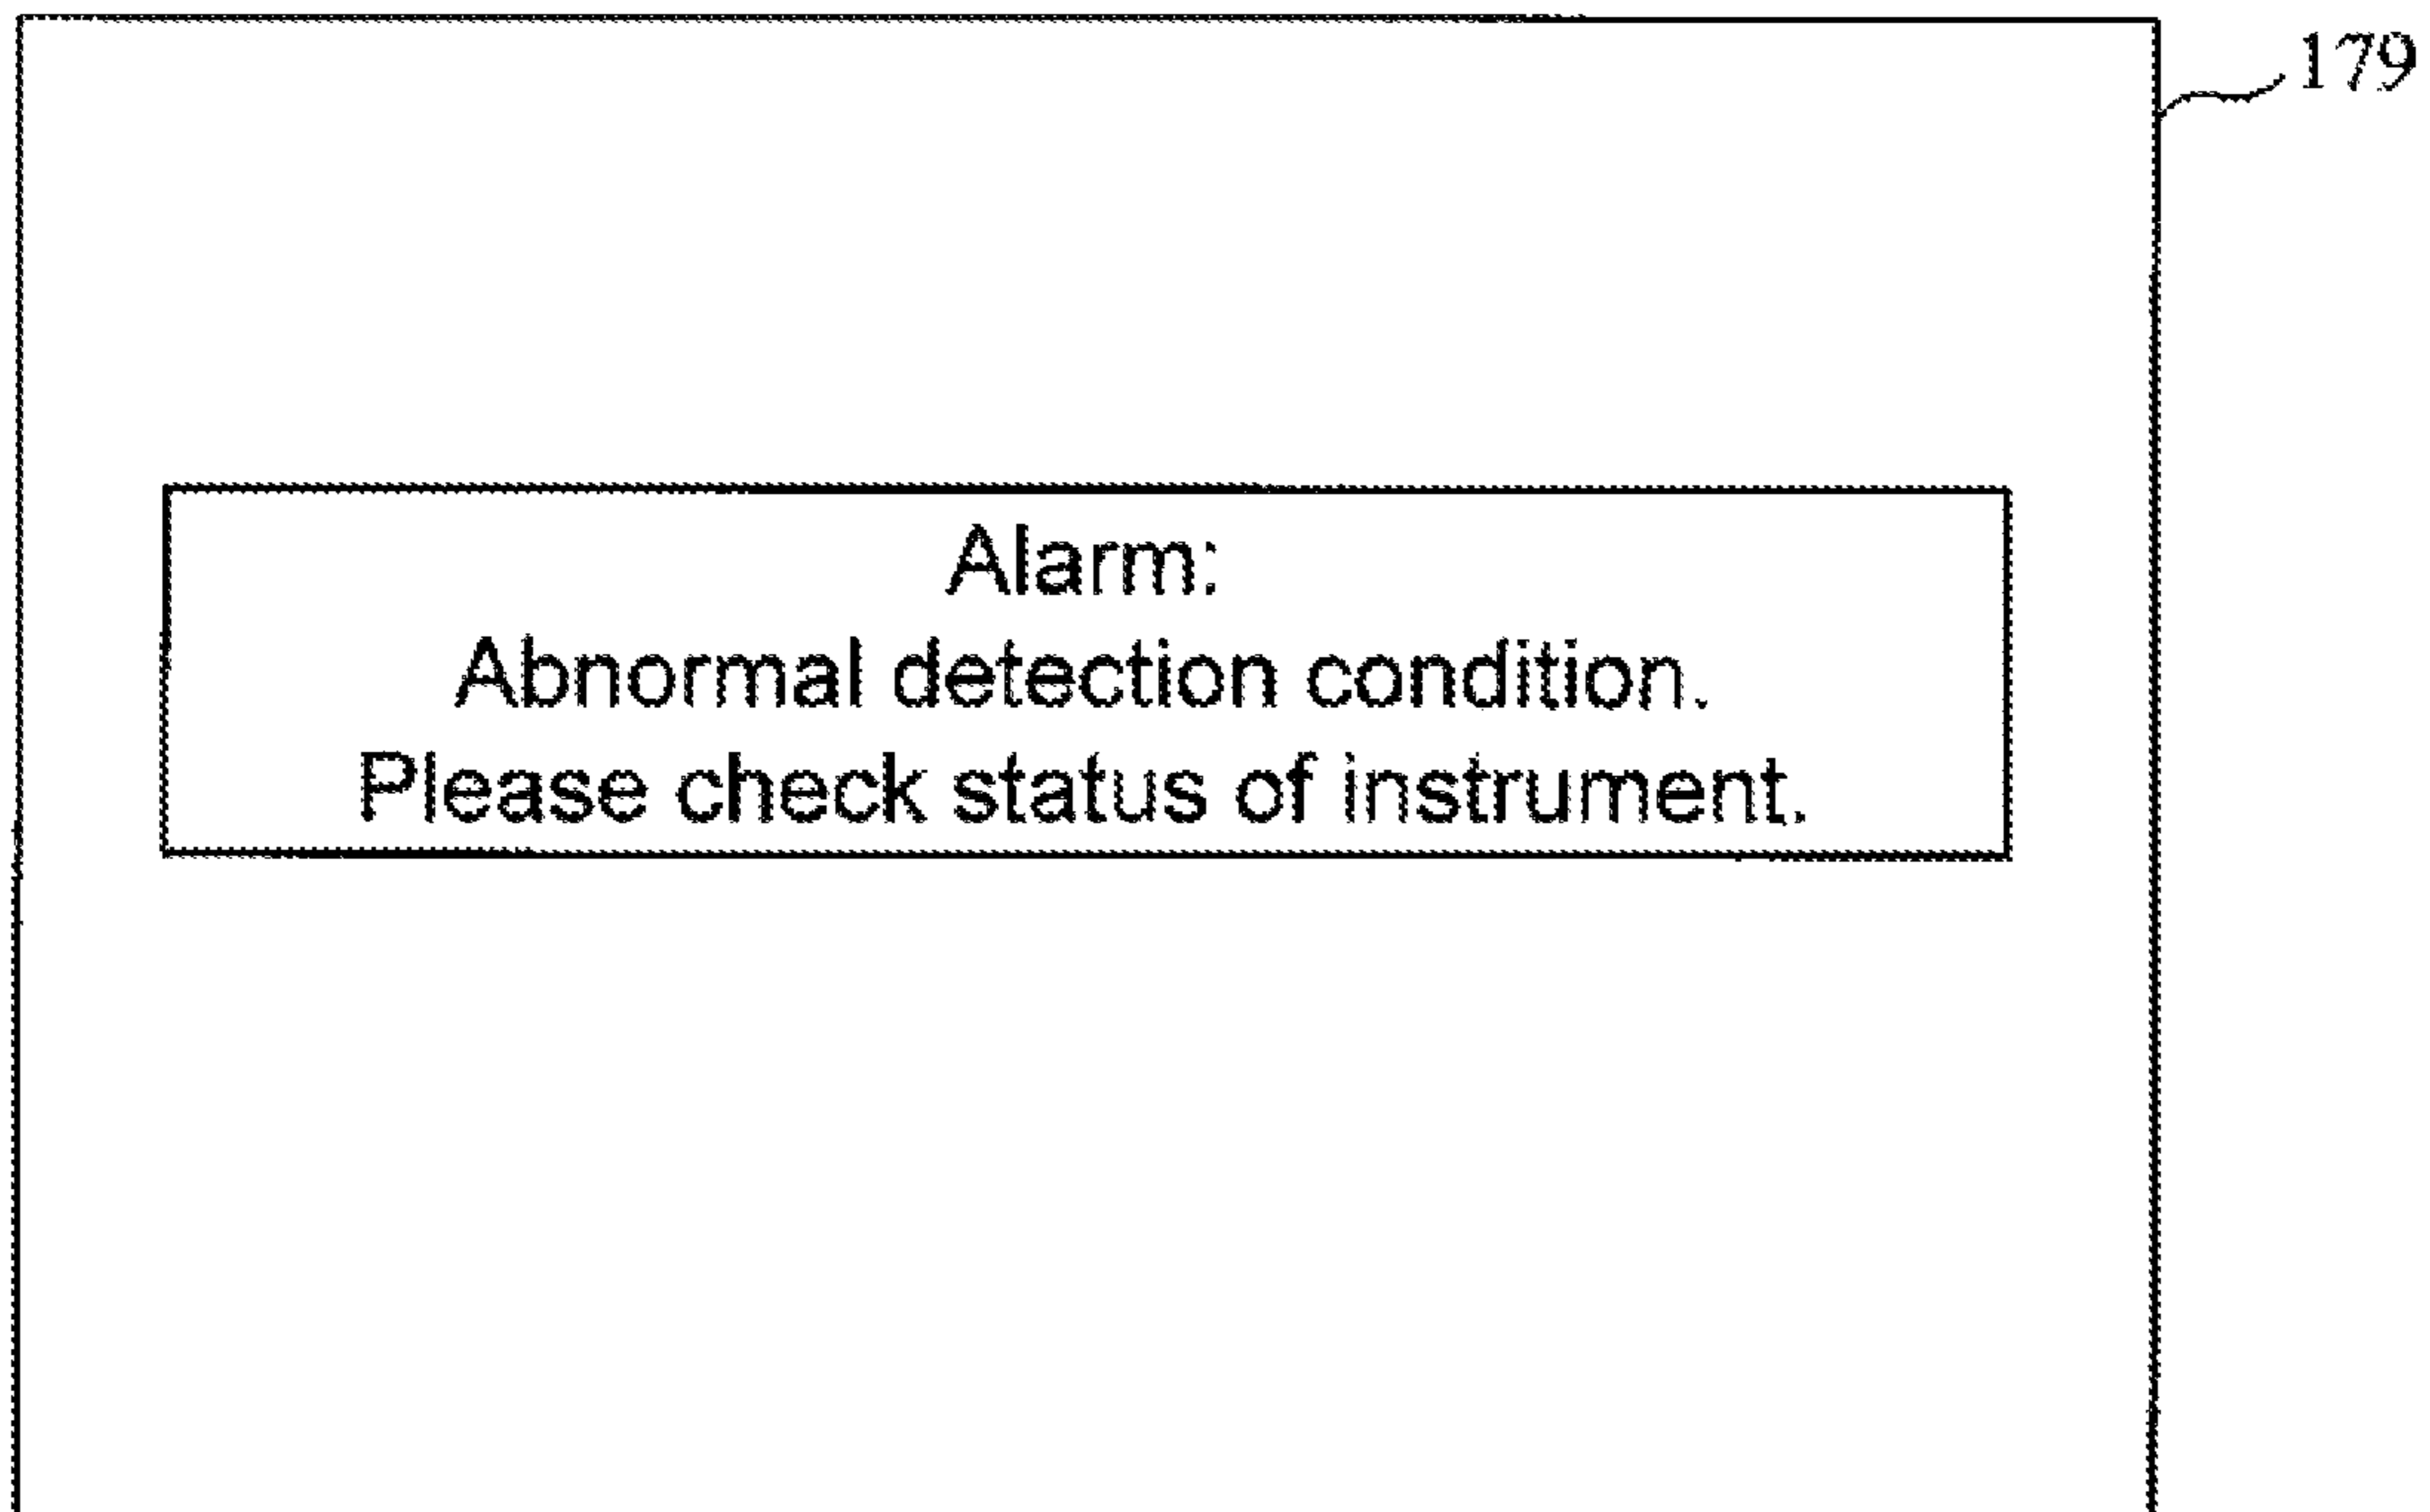 179
Alarm:
Abnormal detection condition.
Please check status of instrument.